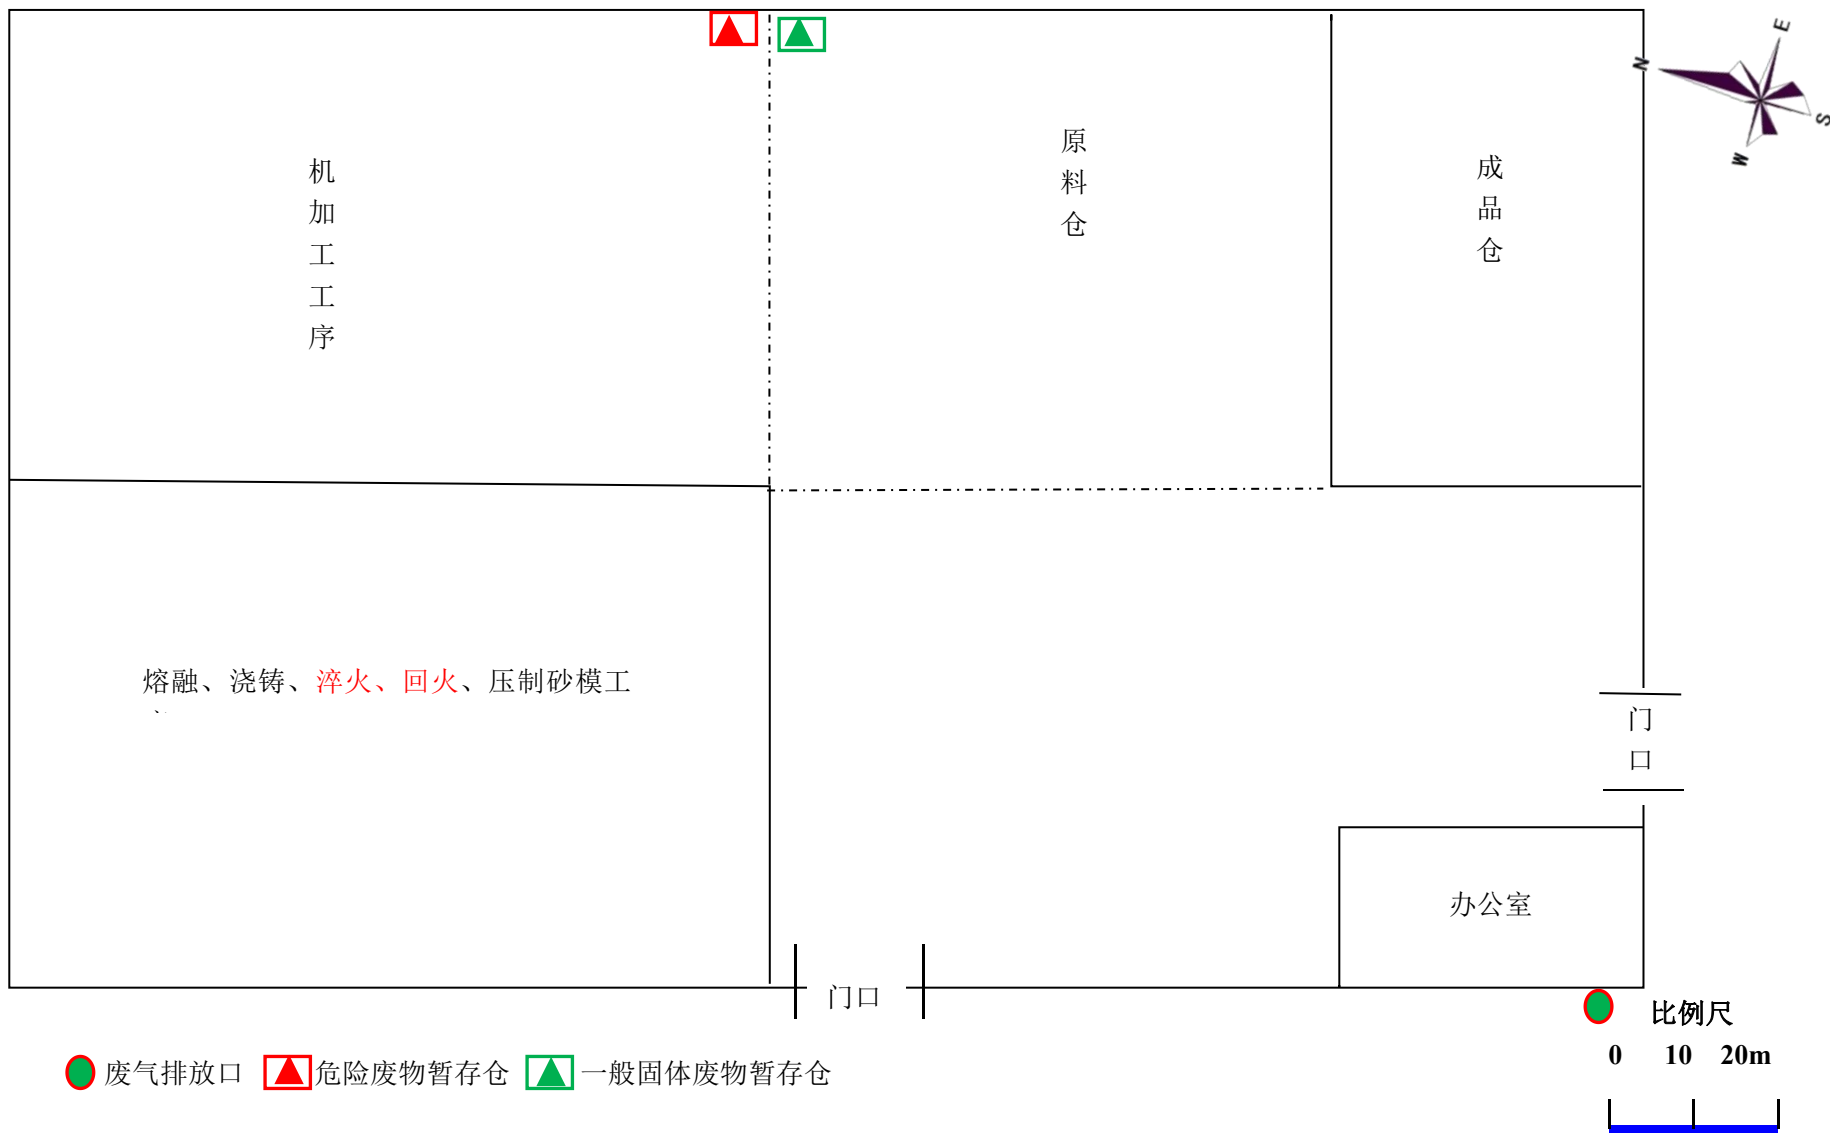 机加工工序
原料仓
成品仓
N
E
S
W
熔融、浇铸、淬火、回火、压制砂模工
门口
办公室
门口
比例尺
0 10 20m
废气排放口 危险废物暂存仓 一般固体废物暂存仓